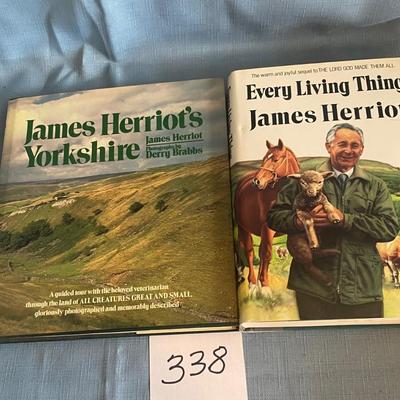 James Herriot's
Yorkshire
James Herriot
Photographs by
Derry Brabbs
A guided tour with the beloved veterinarian
through the land of ALL CREATURES GREAT AND SMALL,
gloriously photographed and memorably described
The warm and joyful sequel to THE LORD GOD MADE THEM ALL
Every Living Thing
James Herriot
338